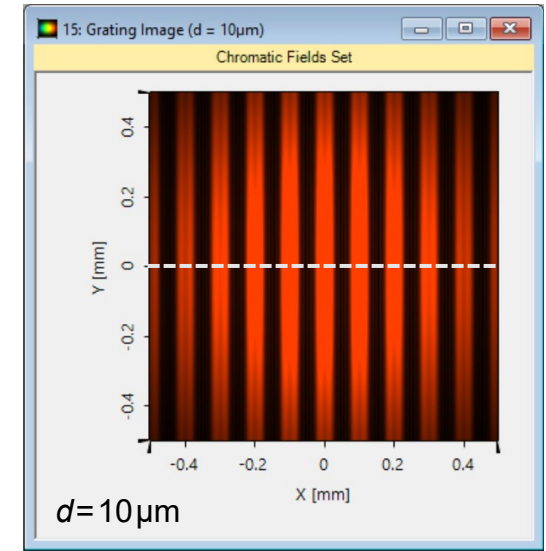 15: Grating Image (d = 10µm)
Chromatic Fields Set
0.4
0.2
0
-0.2
-0.4
Y [mm]
-0.4 -0.2 0 0.2 0.4
X [mm]
d=10µm